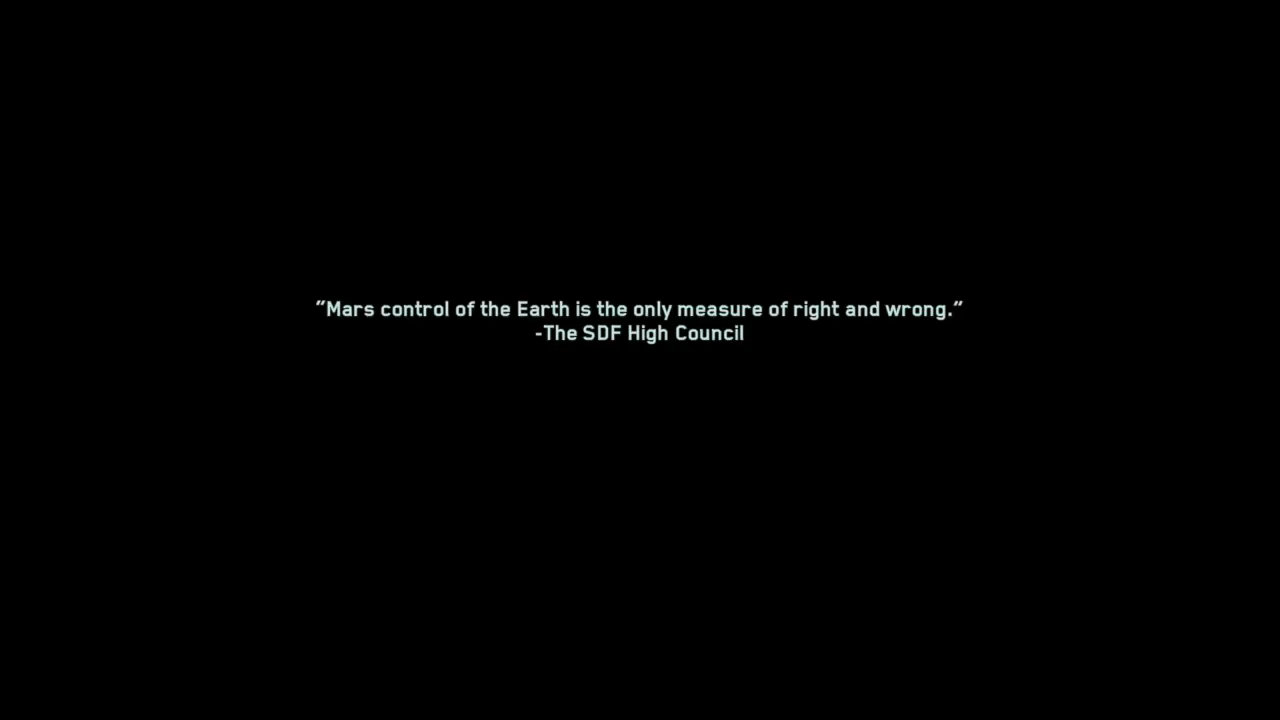 "Mars control of the Earth is the only measure of right and wrong."
-The SDF High Council